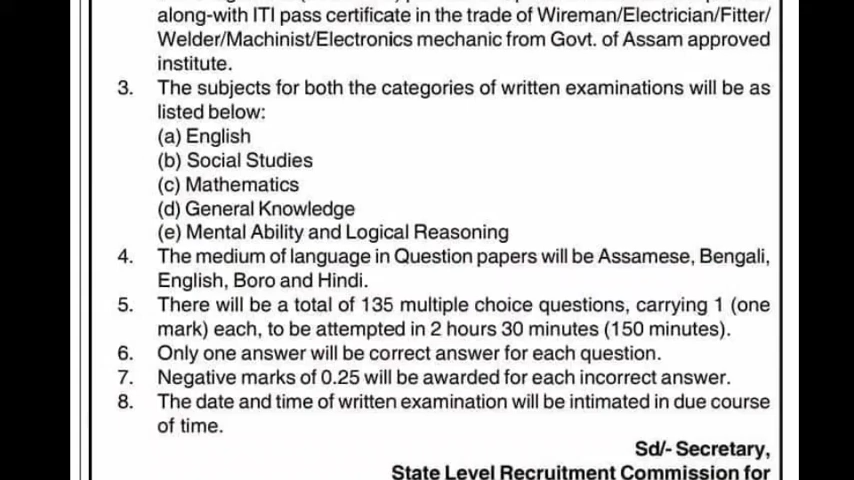 along-with ITI pass certificate in the trade of Wireman/Electrician/Fitter/
Welder/Machinist/Electronics mechanic from Govt. of Assam approved
institute.
3. The subjects for both the categories of written examinations will be as
listed below:
(a) English
(b) Social Studies
(c) Mathematics
(d) General Knowledge
(e) Mental Ability and Logical Reasoning
4. The medium of language in Question papers will be Assamese, Bengali,
English, Boro and Hindi.
5. There will be a total of 135 multiple choice questions, carrying 1 (one
mark) each, to be attempted in 2 hours 30 minutes (150 minutes).
6. Only one answer will be correct answer for each question.
7. Negative marks of 0.25 will be awarded for each incorrect answer.
8. The date and time of written examination will be intimated in due course
of time.
Sd/- Secretary,
State Level Recruitment Commission for